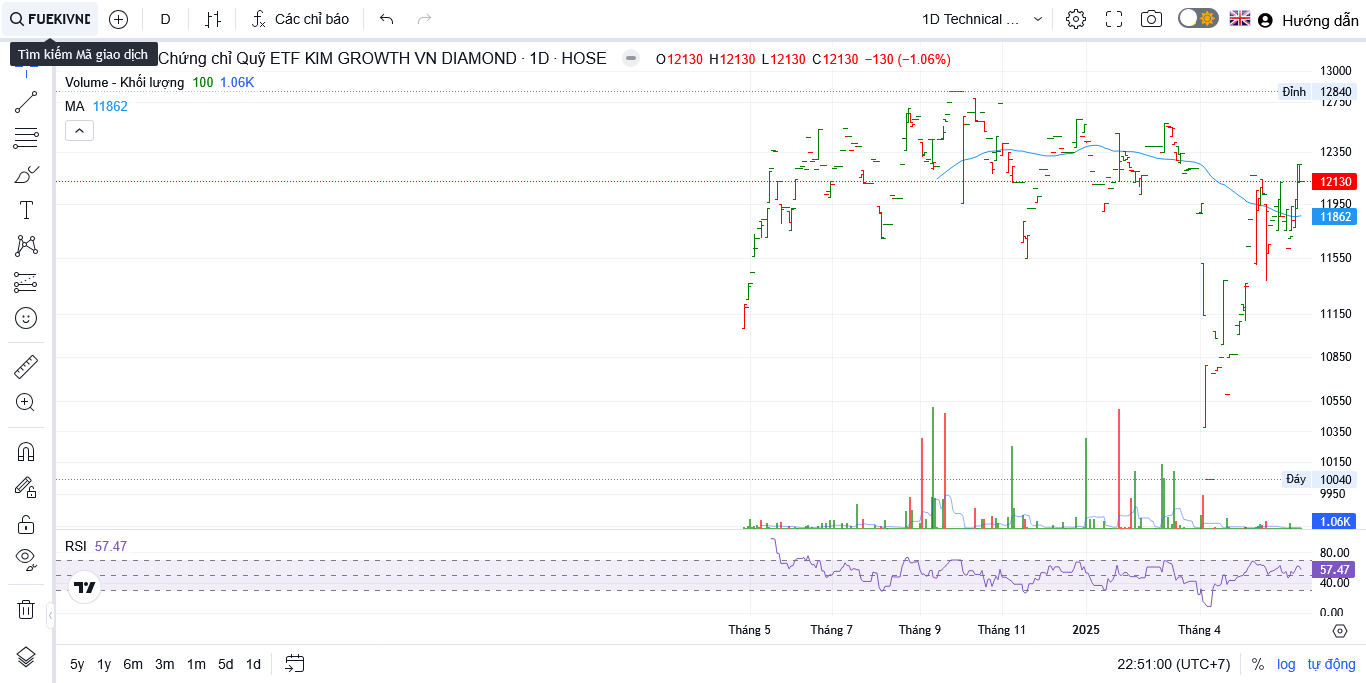 FUEKIVND
D
Các chỉ báo
1D Technical ...
Hướng dẫn
Tìm kiếm Mã giao dịch
Chứng chỉ Quỹ ETF KIM GROWTH VN DIAMOND · 1D · HOSE
O12130 H12130 L12130 C12130 −130 (−1.06%)
Volume - Khối lượng 100 1.06K
MA 11862
13000
Đỉnh 12840
12750
12350
12130
11950
11862
11550
11150
10850
10550
10350
10150
Đáy 10040
9950
1.06K
RSI 57.47
80.00
57.47
40.00
0.00
Tháng 5 Tháng 7 Tháng 9 Tháng 11 2025 Tháng 4
5y 1y 6m 3m 1m 5d 1d
22:51:00 (UTC+7) % log tự động